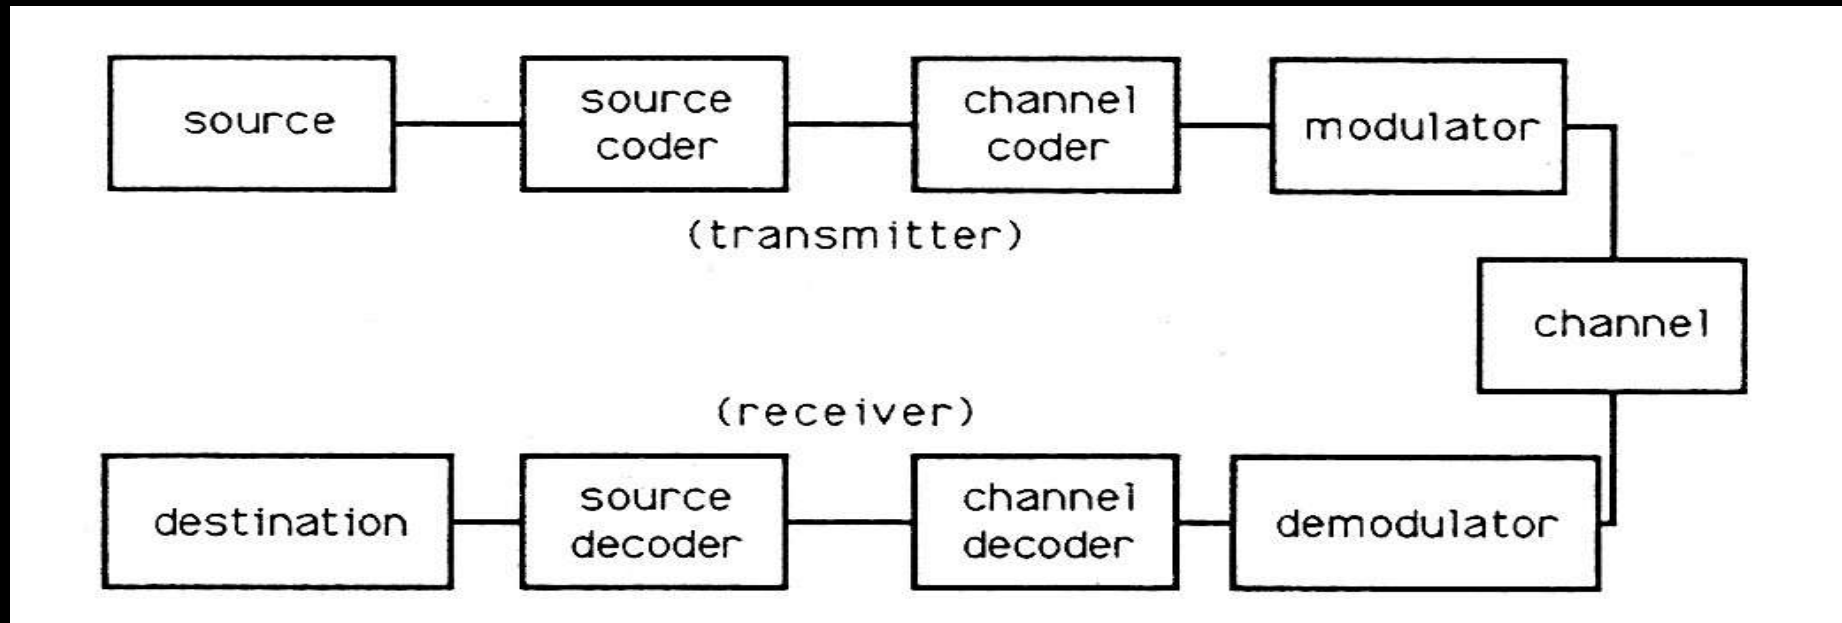 source
source
coder
channel
coder
modulator
(transmitter)
channel
(receiver)
destination
source
decoder
channel
decoder
demodulator